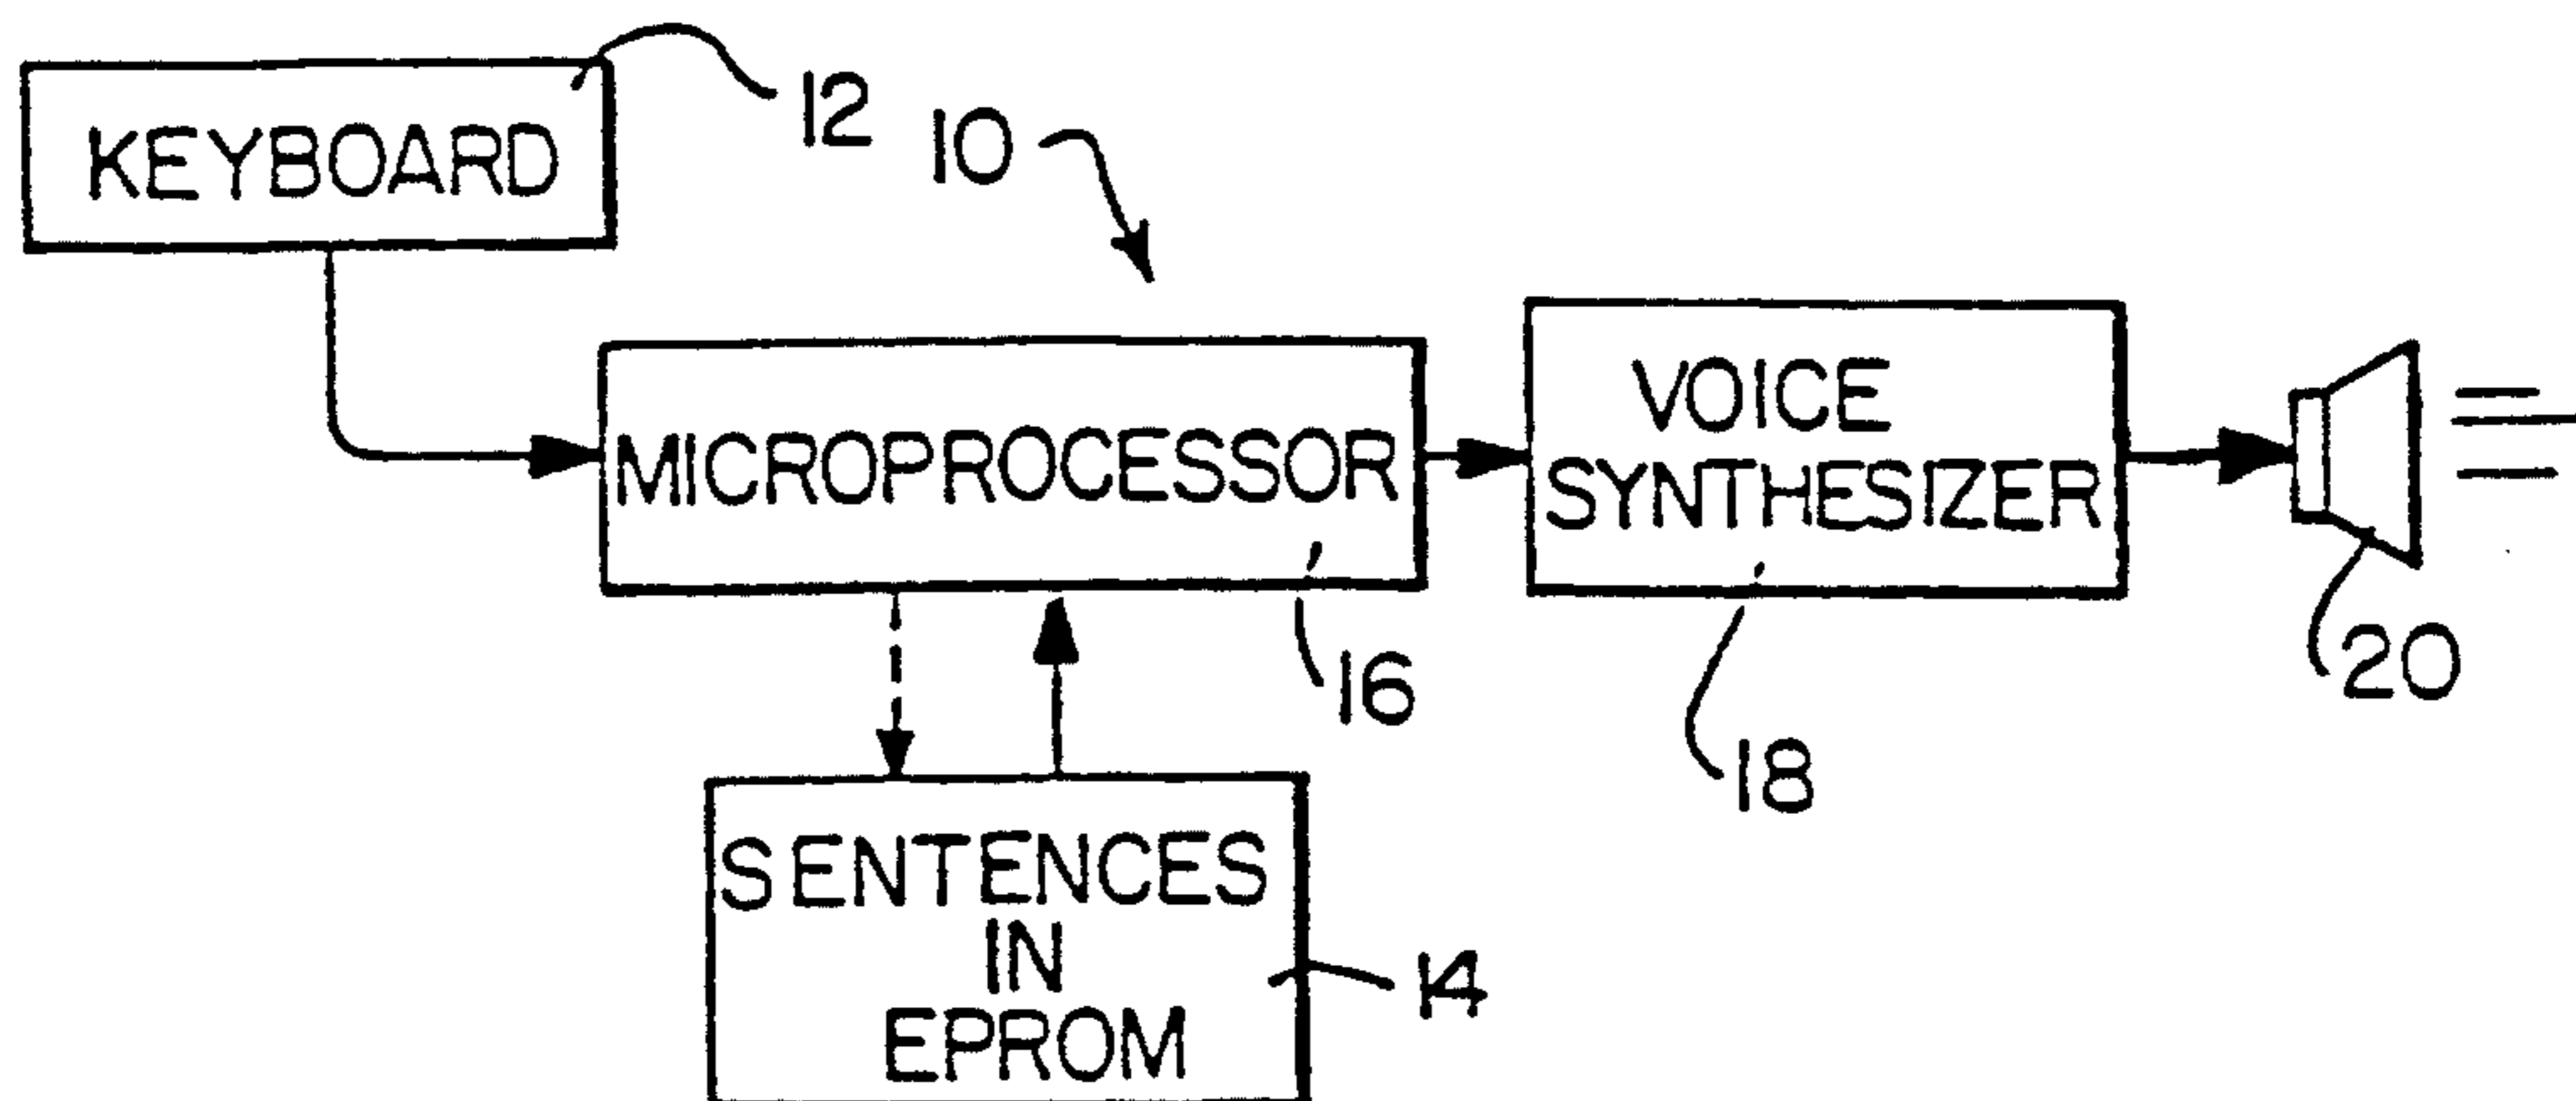 KEYBOARD
12
10
MICROPROCESSOR
16
VOICE
SYNTHESIZER
18
20
SENTENCES
IN
EPROM
14